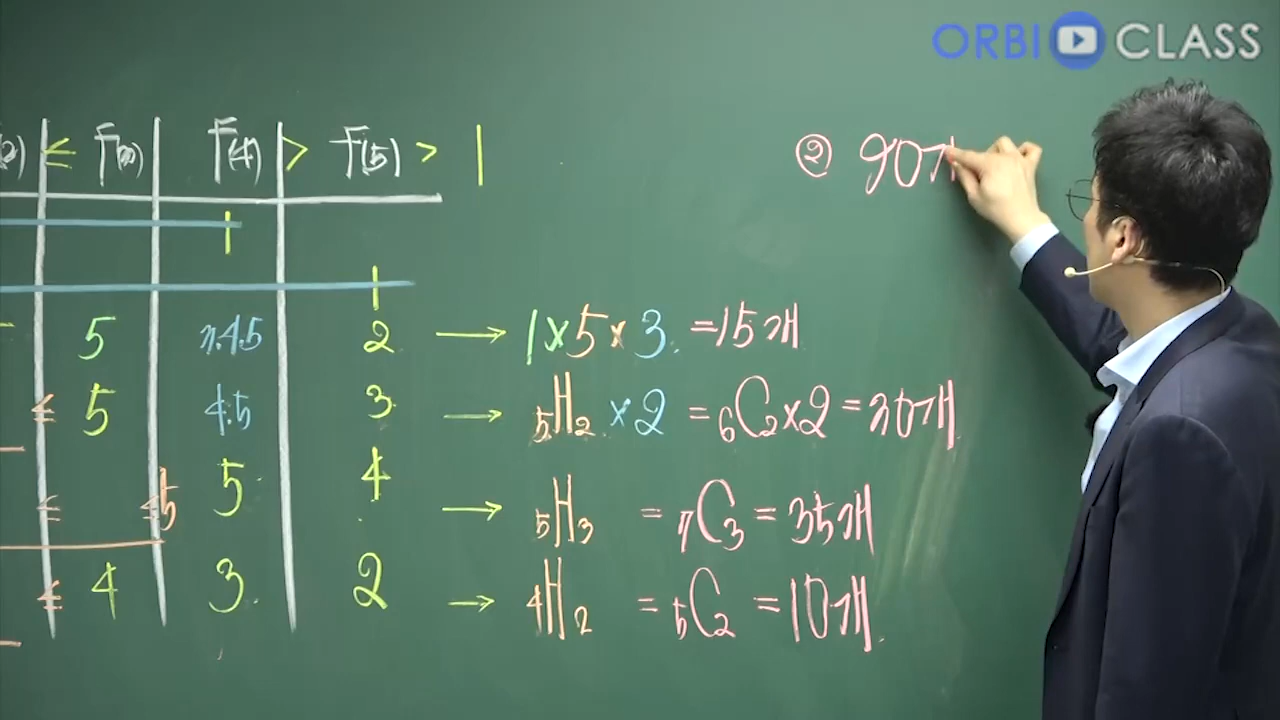 ORBI CLASS
(2) ≤ f(3) f(4) > f(5) > 1
② 90개
1
1
5 3.4.5 2 → 1×5×3 =15개
≤ 5 4.5 3 → ₅H₂ ×2 = ₆C₂×2 = 30개
≤ ≤5 5 4 → ₅H₃ = ₇C₃ = 35개
≤ 4 3 2 → ₄H₂ = ₅C₂ = 10개